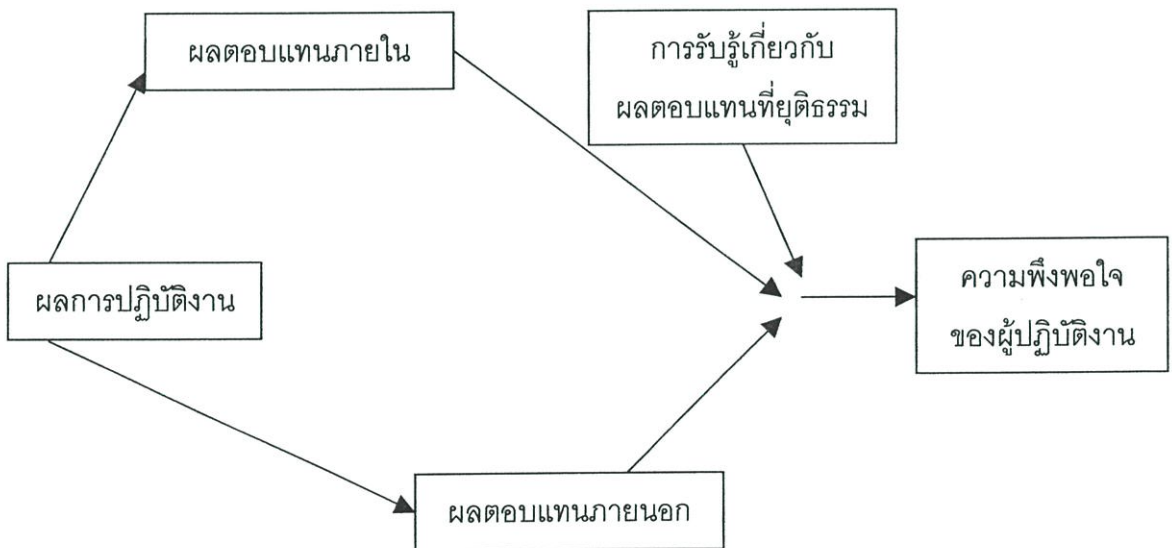 ผลตอบแทนภายใน
การรับรู้เกี่ยวกับ
ผลตอบแทนที่ยุติธรรม
ผลการปฏิบัติงาน
ความพึงพอใจ
ของผู้ปฏิบัติงาน
ผลตอบแทนภายนอก